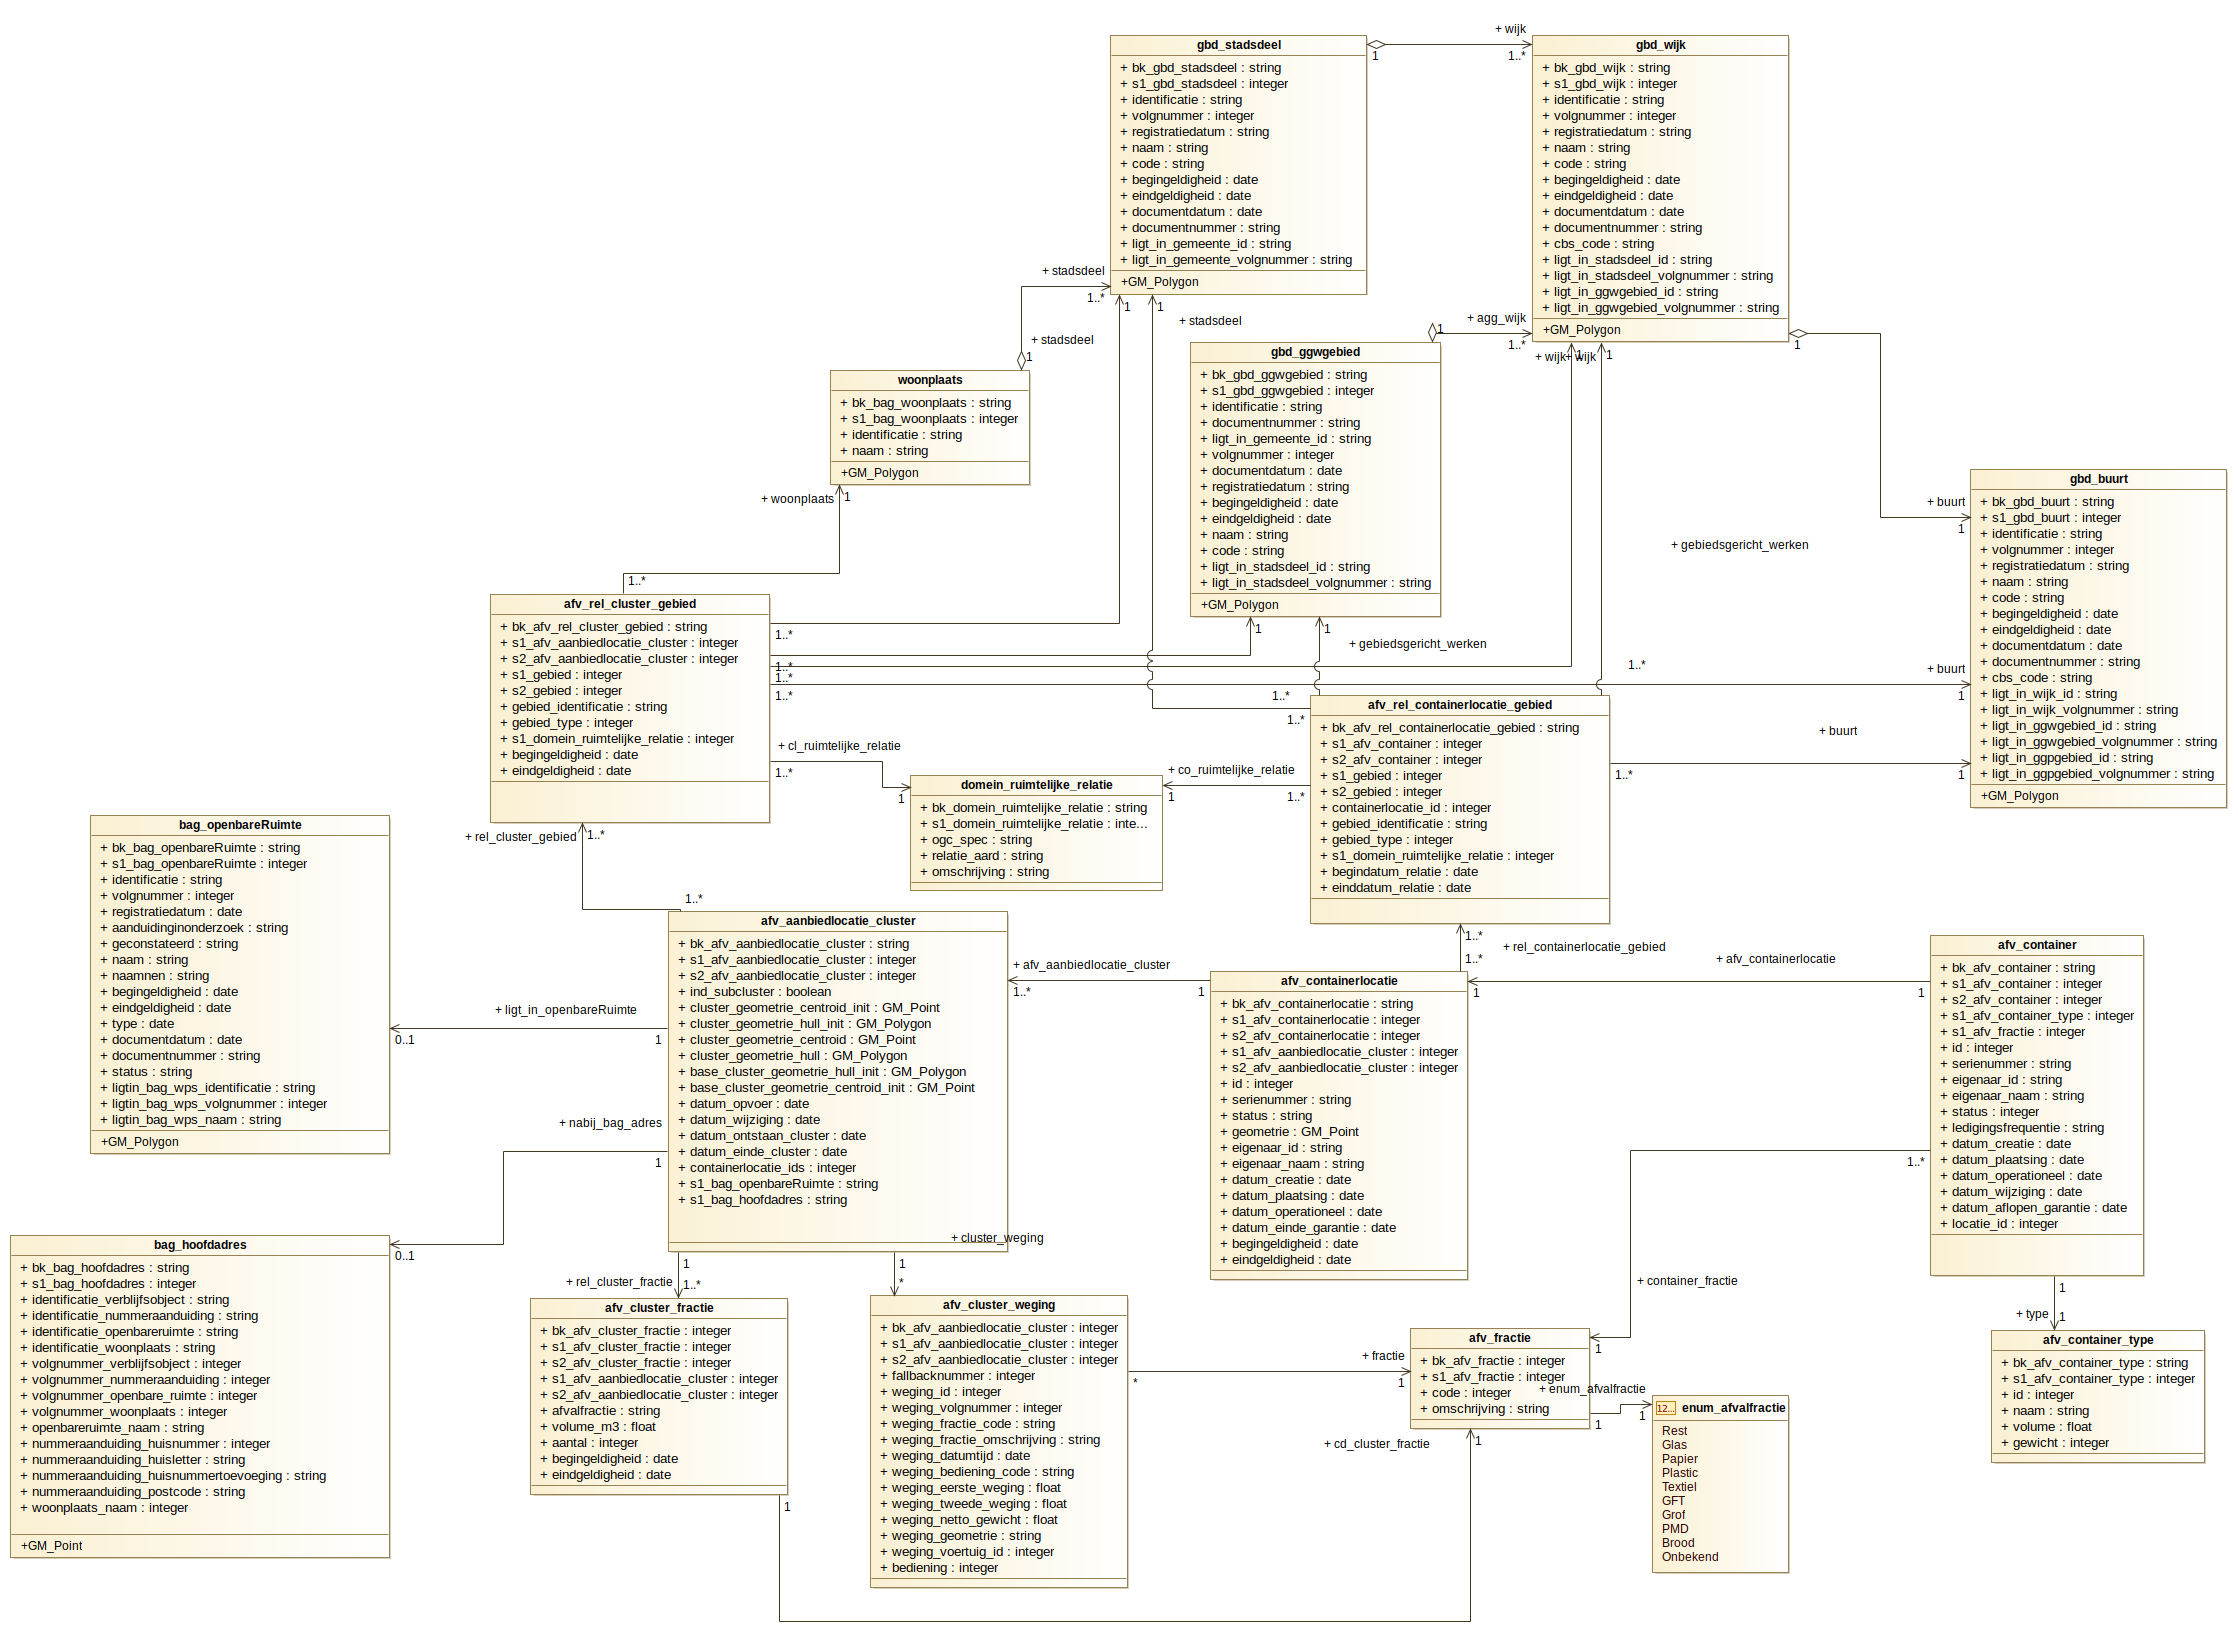 + wijk
gbd_stadsdeel
+ bk_gbd_stadsdeel : string
+ s1_gbd_stadsdeel : integer
+ identificatie : string
+ volgnummer : integer
+ registratiedatum : string
+ naam : string
+ code : string
+ begingeldigheid : date
+ eindgeldigheid : date
+ documentdatum : date
+ documentnummer : string
+ ligt_in_gemeente_id : string
+ ligt_in_gemeente_volgnummer : string
+GM_Polygon
1
1..*
gbd_wijk
+ bk_gbd_wijk : string
+ s1_gbd_wijk : integer
+ identificatie : string
+ volgnummer : integer
+ registratiedatum : string
+ naam : string
+ code : string
+ begingeldigheid : date
+ eindgeldigheid : date
+ documentdatum : date
+ documentnummer : string
+ cbs_code : string
+ ligt_in_stadsdeel_id : string
+ ligt_in_stadsdeel_volgnummer : string
+ ligt_in_ggwgebied_id : string
+ ligt_in_ggwgebied_volgnummer : string
+GM_Polygon
+ stadsdeel
1..*
1
1
+ stadsdeel
+ stadsdeel
1
+ agg_wijk
1
1..*
+ wijk
1
+ wijk
1
1
woonplaats
+ bk_bag_woonplaats : string
+ s1_bag_woonplaats : integer
+ identificatie : string
+ naam : string
+GM_Polygon
+ woonplaats
1
gbd_ggwgebied
+ bk_gbd_ggwgebied : string
+ s1_gbd_ggwgebied : integer
+ identificatie : string
+ documentnummer : string
+ ligt_in_gemeente_id : string
+ volgnummer : integer
+ documentdatum : date
+ registratiedatum : string
+ begingeldigheid : date
+ eindgeldigheid : date
+ naam : string
+ code : string
+ ligt_in_stadsdeel_id : string
+ ligt_in_stadsdeel_volgnummer : string
+GM_Polygon
1
1
+ gebiedsgericht_werken
+ gebiedsgericht_werken
gbd_buurt
+ bk_gbd_buurt : string
+ s1_gbd_buurt : integer
+ identificatie : string
+ volgnummer : integer
+ registratiedatum : string
+ naam : string
+ code : string
+ begingeldigheid : date
+ eindgeldigheid : date
+ documentdatum : date
+ documentnummer : string
+ cbs_code : string
+ ligt_in_wijk_id : string
+ ligt_in_wijk_volgnummer : string
+ ligt_in_ggwgebied_id : string
+ ligt_in_ggwgebied_volgnummer : string
+ ligt_in_ggpgebied_id : string
+ ligt_in_ggpgebied_volgnummer : string
+GM_Polygon
+ buurt
1
+ buurt
1
+ buurt
1
1..*
afv_rel_cluster_gebied
+ bk_afv_rel_cluster_gebied : string
+ s1_afv_aanbiedlocatie_cluster : integer
+ s2_afv_aanbiedlocatie_cluster : integer
+ s1_gebied : integer
+ s2_gebied : integer
+ gebied_identificatie : string
+ gebied_type : integer
+ s1_domein_ruimtelijke_relatie : integer
+ begingeldigheid : date
+ eindgeldigheid : date
1..*
1..*
1..*
1..*
1..*
+ cl_ruimtelijke_relatie
1..*
1
domein_ruimtelijke_relatie
+ bk_domein_ruimtelijke_relatie : string
+ s1_domein_ruimtelijke_relatie : inte...
+ ogc_spec : string
+ relatie_aard : string
+ omschrijving : string
+ co_ruimtelijke_relatie
1
1..*
1..*
1..*
afv_rel_containerlocatie_gebied
+ bk_afv_rel_containerlocatie_gebied : string
+ s1_afv_container : integer
+ s2_afv_container : integer
+ s1_gebied : integer
+ s2_gebied : integer
+ containerlocatie_id : integer
+ gebied_identificatie : string
+ gebied_type : integer
+ s1_domein_ruimtelijke_relatie : integer
+ begindatum_relatie : date
+ einddatum_relatie : date
1..*
bag_openbareRuimte
+ bk_bag_openbareRuimte : string
+ s1_bag_openbareRuimte : integer
+ identificatie : string
+ volgnummer : integer
+ registratiedatum : date
+ aanduidinginonderzoek : string
+ geconstateerd : string
+ naam : string
+ naamnen : string
+ begingeldigheid : date
+ eindgeldigheid : date
+ type : date
+ documentdatum : date
+ documentnummer : string
+ status : string
+ ligtin_bag_wps_identificatie : string
+ ligtin_bag_wps_volgnummer : integer
+ ligtin_bag_wps_naam : string
+GM_Polygon
+ rel_cluster_gebied
1..*
1..*
+ ligt_in_openbareRuimte
0..1
1
+ nabij_bag_adres
1
0..1
afv_aanbiedlocatie_cluster
+ bk_afv_aanbiedlocatie_cluster : string
+ s1_afv_aanbiedlocatie_cluster : integer
+ s2_afv_aanbiedlocatie_cluster : integer
+ ind_subcluster : boolean
+ cluster_geometrie_centroid_init : GM_Point
+ cluster_geometrie_hull_init : GM_Polygon
+ cluster_geometrie_centroid : GM_Point
+ cluster_geometrie_hull : GM_Polygon
+ base_cluster_geometrie_hull_init : GM_Polygon
+ base_cluster_geometrie_centroid_init : GM_Point
+ datum_opvoer : date
+ datum_wijziging : date
+ datum_ontstaan_cluster : date
+ datum_einde_cluster : date
+ containerlocatie_ids : integer
+ s1_bag_openbareRuimte : string
+ s1_bag_hoofdadres : string
+ afv_aanbiedlocatie_cluster
1..*
1
1..*
1..*
+ rel_containerlocatie_gebied
afv_containerlocatie
+ bk_afv_containerlocatie : string
+ s1_afv_containerlocatie : integer
+ s2_afv_containerlocatie : integer
+ s1_afv_aanbiedlocatie_cluster : integer
+ s2_afv_aanbiedlocatie_cluster : integer
+ id : integer
+ serienummer : string
+ status : string
+ geometrie : GM_Point
+ eigenaar_id : string
+ eigenaar_naam : string
+ datum_creatie : date
+ datum_plaatsing : date
+ datum_operationeel : date
+ datum_einde_garantie : date
+ begingeldigheid : date
+ eindgeldigheid : date
+ afv_containerlocatie
1
1
afv_container
+ bk_afv_container : string
+ s1_afv_container : integer
+ s2_afv_container : integer
+ s1_afv_container_type : integer
+ s1_afv_fractie : integer
+ id : integer
+ serienummer : string
+ eigenaar_id : string
+ eigenaar_naam : string
+ status : integer
+ ledigingsfrequentie : string
+ datum_creatie : date
+ datum_plaatsing : date
+ datum_operationeel : date
+ datum_wijziging : date
+ datum_aflopen_garantie : date
+ locatie_id : integer
1..*
+ container_fractie
1
1
+ type
1
bag_hoofdadres
+ bk_bag_hoofdadres : string
+ s1_bag_hoofdadres : integer
+ identificatie_verblijfsobject : string
+ identificatie_nummeraanduiding : string
+ identificatie_openbareruimte : string
+ identificatie_woonplaats : string
+ volgnummer_verblijfsobject : integer
+ volgnummer_nummeraanduiding : integer
+ volgnummer_openbare_ruimte : integer
+ volgnummer_woonplaats : integer
+ openbareruimte_naam : string
+ nummeraanduiding_huisnummer : integer
+ nummeraanduiding_huisletter : string
+ nummeraanduiding_huisnummertoevoeging : string
+ nummeraanduiding_postcode : string
+ woonplaats_naam : integer
+GM_Point
1
+ rel_cluster_fractie
1..*
+ cluster_weging
1
*
afv_cluster_fractie
+ bk_afv_cluster_fractie : integer
+ s1_afv_cluster_fractie : integer
+ s2_afv_cluster_fractie : integer
+ s1_afv_aanbiedlocatie_cluster : integer
+ s2_afv_aanbiedlocatie_cluster : integer
+ afvalfractie : string
+ volume_m3 : float
+ aantal : integer
+ begingeldigheid : date
+ eindgeldigheid : date
1
afv_cluster_weging
+ bk_afv_aanbiedlocatie_cluster : integer
+ s1_afv_aanbiedlocatie_cluster : integer
+ s2_afv_aanbiedlocatie_cluster : integer
+ fallbacknummer : integer
+ weging_id : integer
+ weging_volgnummer : integer
+ weging_fractie_code : string
+ weging_fractie_omschrijving : string
+ weging_datumtijd : date
+ weging_bediening_code : string
+ weging_eerste_weging : float
+ weging_tweede_weging : float
+ weging_netto_gewicht : float
+ weging_geometrie : string
+ weging_voertuig_id : integer
+ bediening : integer
*
+ fractie
1
afv_fractie
+ bk_afv_fractie : integer
+ s1_afv_fractie : integer
+ code : integer
+ omschrijving : string
+ enum_afvalfractie
1
1
+ cd_cluster_fractie
1
12... enum_afvalfractie
Rest
Glas
Papier
Plastic
Textiel
GFT
Grof
PMD
Brood
Onbekend
afv_container_type
+ bk_afv_container_type : string
+ s1_afv_container_type : integer
+ id : integer
+ naam : string
+ volume : float
+ gewicht : integer